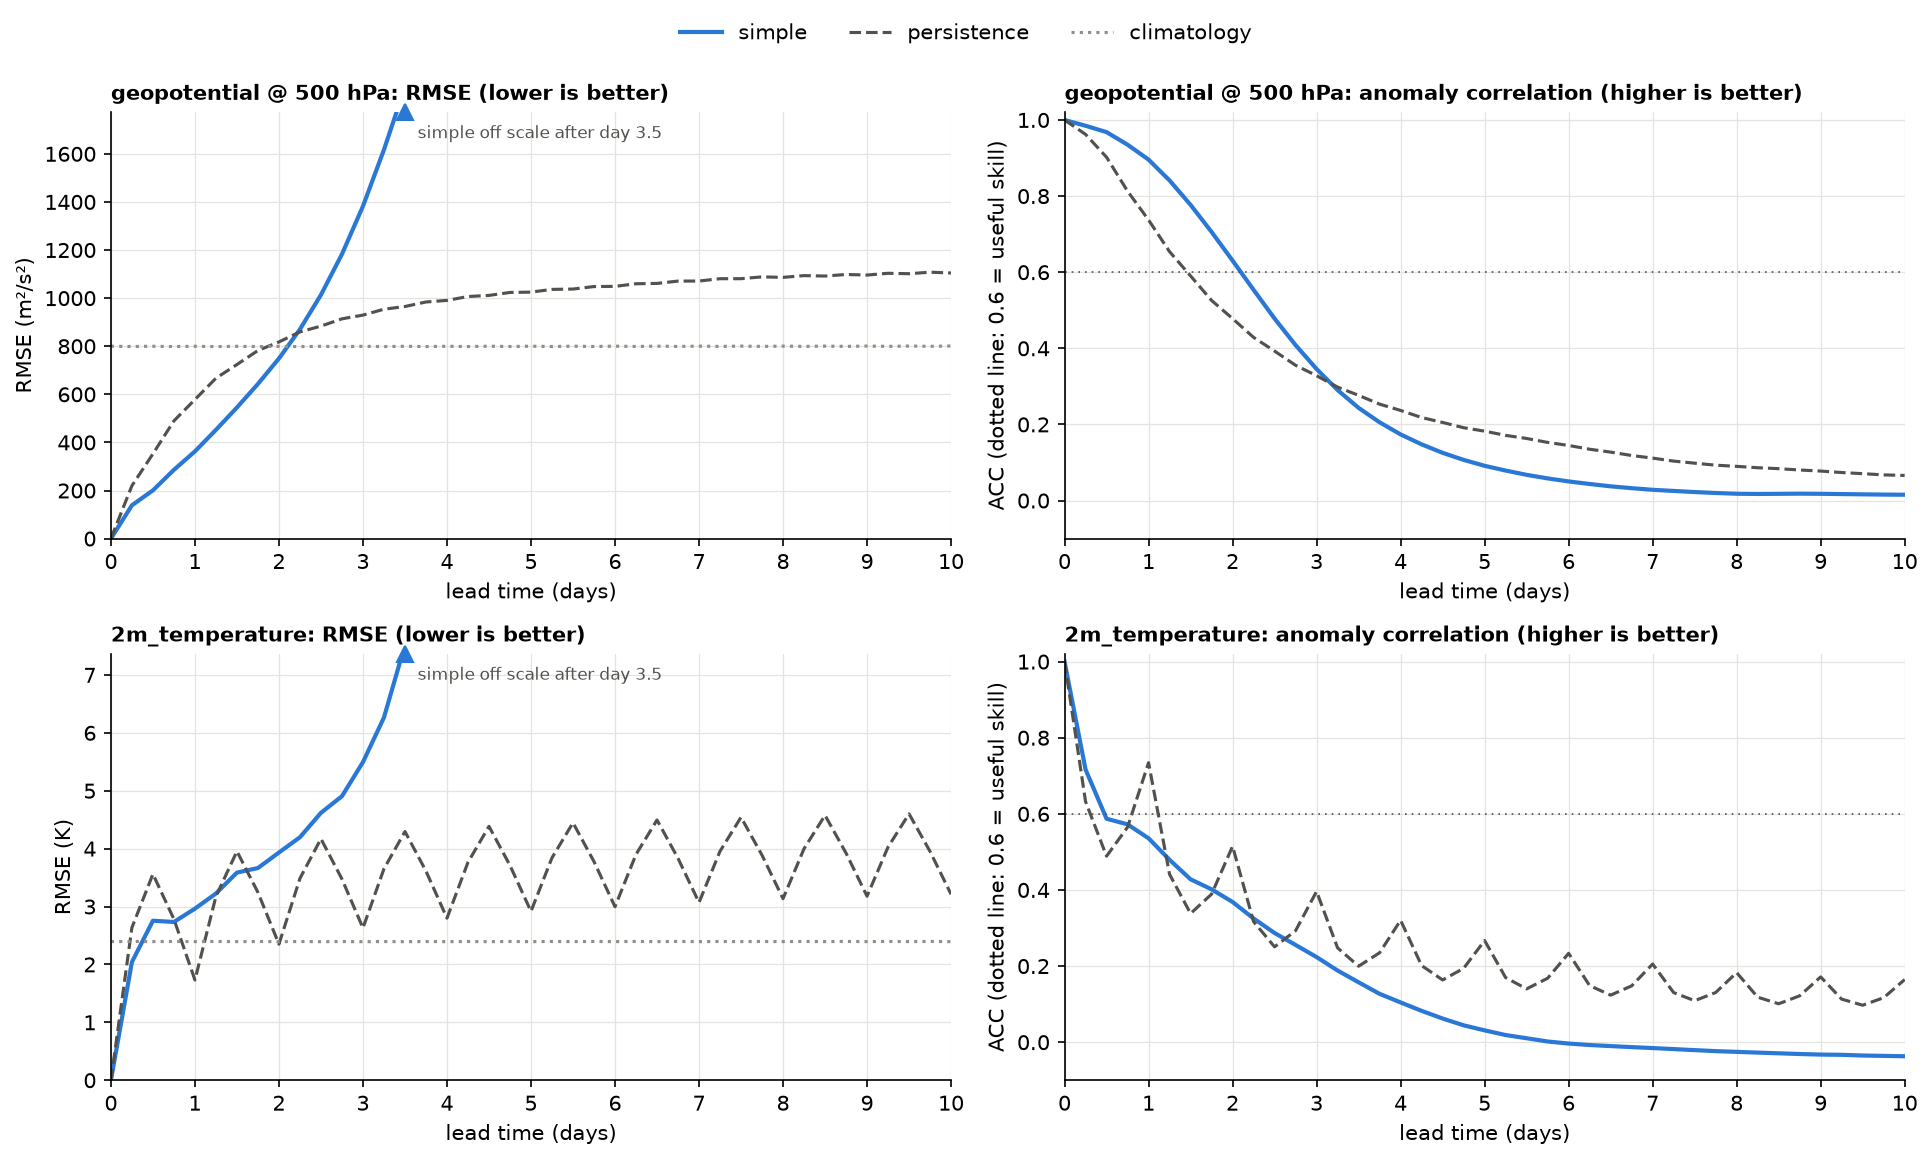 simple persistence climatology
geopotential @ 500 hPa: RMSE (lower is better)
simple off scale after day 3.5
RMSE (m²/s²)
1600
1400
1200
1000
800
600
400
200
0
0 1 2 3 4 5 6 7 8 9 10
lead time (days)
geopotential @ 500 hPa: anomaly correlation (higher is better)
ACC (dotted line: 0.6 = useful skill)
1.0
0.8
0.6
0.4
0.2
0.0
0 1 2 3 4 5 6 7 8 9 10
lead time (days)
2m_temperature: RMSE (lower is better)
simple off scale after day 3.5
RMSE (K)
7
6
5
4
3
2
1
0
0 1 2 3 4 5 6 7 8 9 10
lead time (days)
2m_temperature: anomaly correlation (higher is better)
ACC (dotted line: 0.6 = useful skill)
1.0
0.8
0.6
0.4
0.2
0.0
0 1 2 3 4 5 6 7 8 9 10
lead time (days)